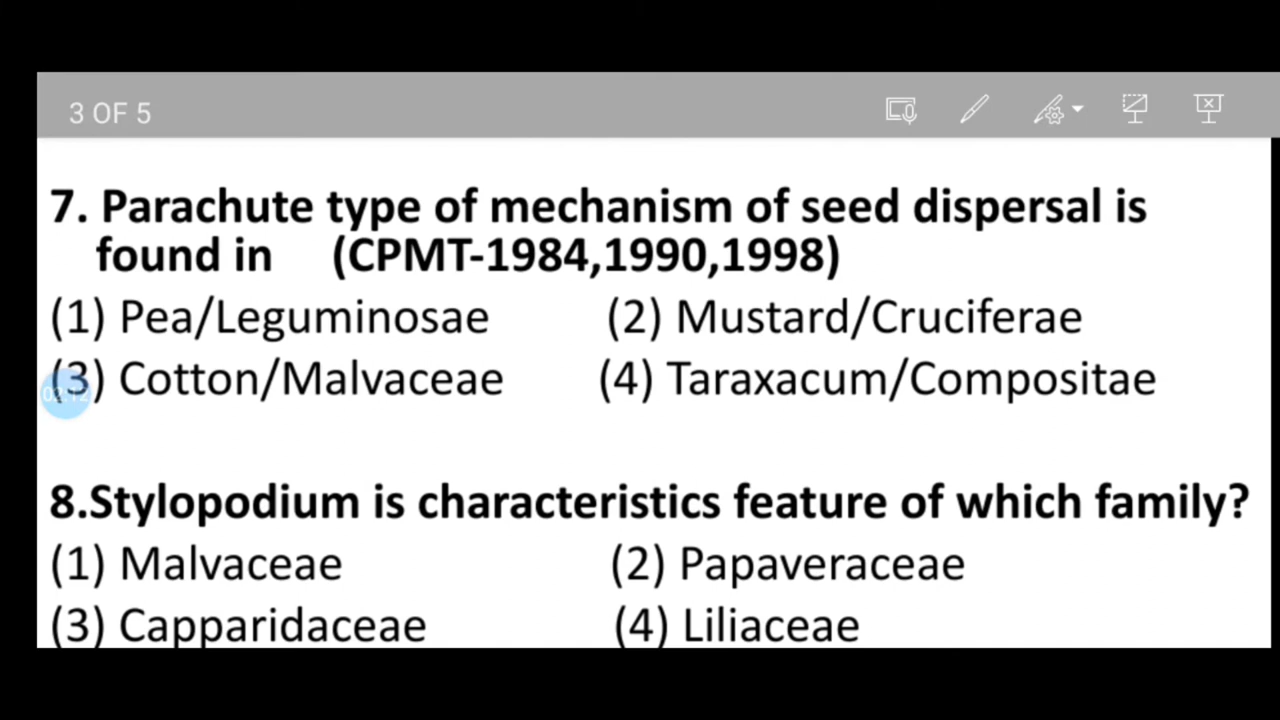 3 OF 5
7. Parachute type of mechanism of seed dispersal is
found in (CPMT-1984,1990,1998)
(1) Pea/Leguminosae (2) Mustard/Cruciferae
(3) Cotton/Malvaceae (4) Taraxacum/Compositae
02:12
8.Stylopodium is characteristics feature of which family?
(1) Malvaceae (2) Papaveraceae
(3) Capparidaceae (4) Liliaceae